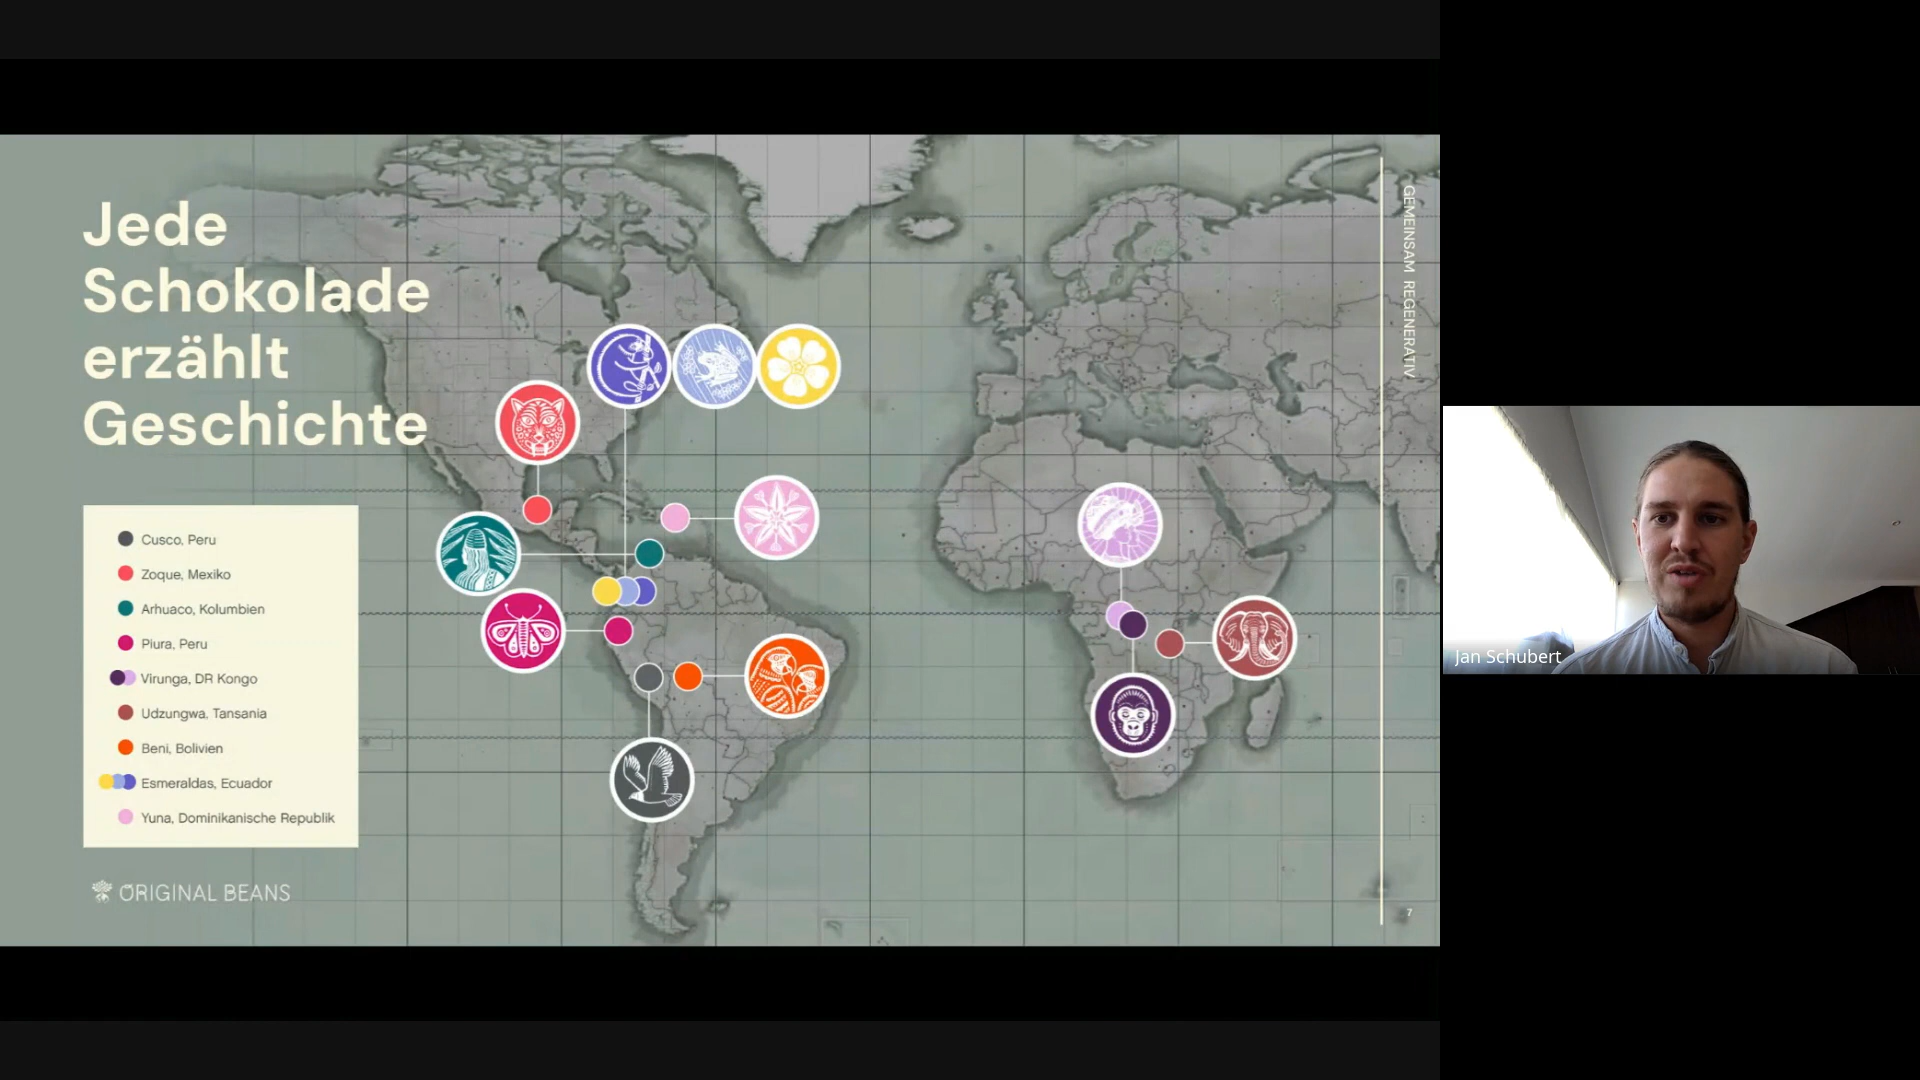 Jede
Schokolade
erzählt
Geschichte
Cusco, Peru
Zoque, Mexiko
Arhuaco, Kolumbien
Piura, Peru
Virunga, DR Kongo
Udzungwa, Tansania
Beni, Bolivien
Esmeraldas, Ecuador
Yuna, Dominikanische Republik
ORIGINAL BEANS
GEMEINSAM REGENERATIV
7
Jan Schubert